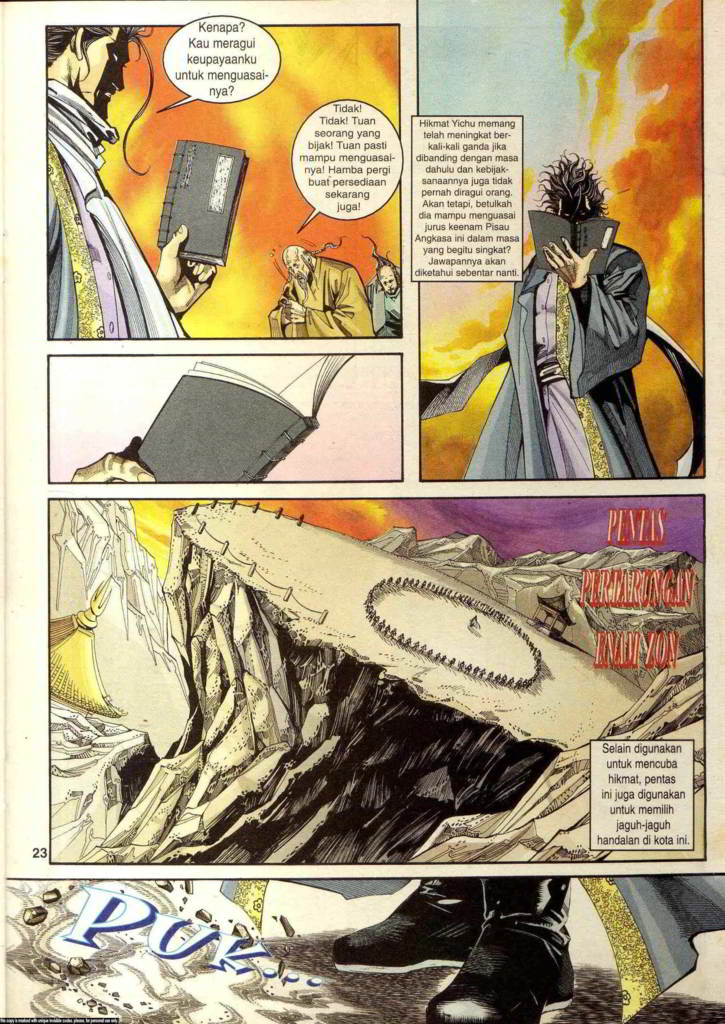 Kenapa?
Kau meragui
keupayaanku
untuk menguasai-
nya?
Tidak!
Tidak! Tuan
seorang yang
bijak! Tuan pasti
mampu menguasai-
nya! Hamba pergi
buat persediaan
sekarang
juga!
Hikmat Yichu memang
telah meningkat ber-
kali-kali ganda jika
dibanding dengan masa
dahulu dan kebijak-
sanaannya juga tidak
pernah diragui orang.
Akan tetapi, betulkah
dia mampu menguasai
jurus keenam Pisau
Angkasa ini dalam masa
yang begitu singkat?
Jawapannya akan
diketahui sebentar nanti.
PENTAS
PERTARUNGAN
ENAM ZON
Selain digunakan
untuk mencuba
hikmat, pentas
ini juga digunakan
untuk memilih
jaguh-jaguh
handalan di kota ini.
23
PUK...